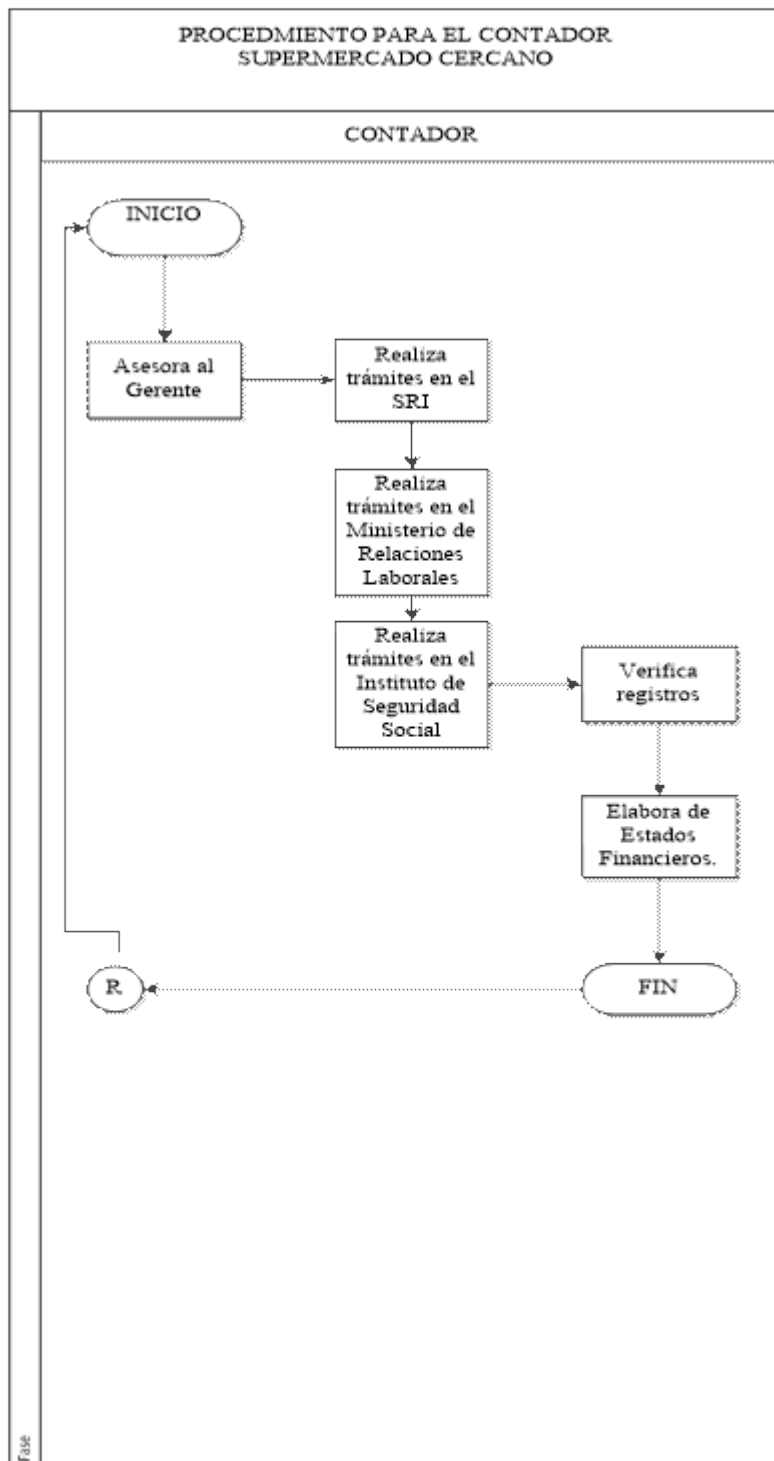 PROCEDMIENTO PARA EL CONTADOR
SUPERMERCADO CERCANO
CONTADOR
INICIO
Asesora al
Gerente
Realiza
trámites en el
SRI
Realiza
trámites en el
Ministerio de
Relaciones
Laborales
Realiza
trámites en el
Instituto de
Seguridad
Social
Verifica
registros
Elabora de
Estados
Financieros.
R
FIN
Fase